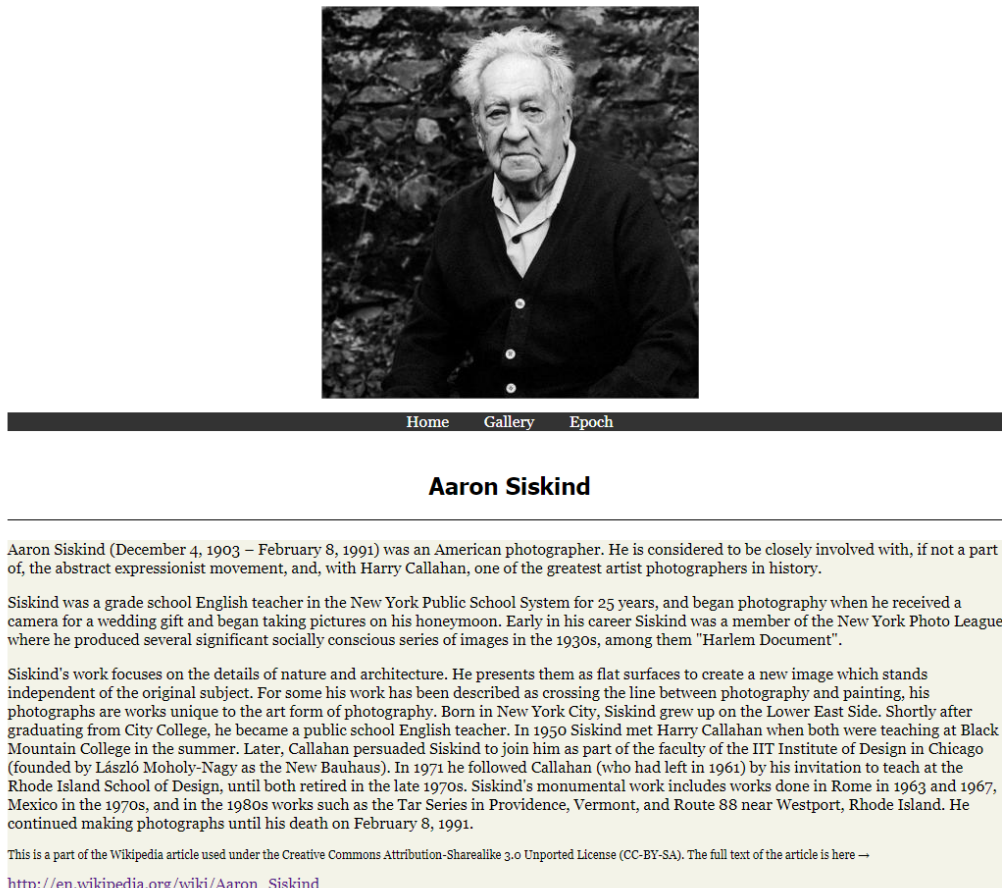 Home Gallery Epoch
Aaron Siskind
Aaron Siskind (December 4, 1903 – February 8, 1991) was an American photographer. He is considered to be closely involved with, if not a part
of, the abstract expressionist movement, and, with Harry Callahan, one of the greatest artist photographers in history.
Siskind was a grade school English teacher in the New York Public School System for 25 years, and began photography when he received a
camera for a wedding gift and began taking pictures on his honeymoon. Early in his career Siskind was a member of the New York Photo League
where he produced several significant socially conscious series of images in the 1930s, among them "Harlem Document".
Siskind's work focuses on the details of nature and architecture. He presents them as flat surfaces to create a new image which stands
independent of the original subject. For some his work has been described as crossing the line between photography and painting, his
photographs are works unique to the art form of photography. Born in New York City, Siskind grew up on the Lower East Side. Shortly after
graduating from City College, he became a public school English teacher. In 1950 Siskind met Harry Callahan when both were teaching at Black
Mountain College in the summer. Later, Callahan persuaded Siskind to join him as part of the faculty of the IIT Institute of Design in Chicago
(founded by László Moholy-Nagy as the New Bauhaus). In 1971 he followed Callahan (who had left in 1961) by his invitation to teach at the
Rhode Island School of Design, until both retired in the late 1970s. Siskind's monumental work includes works done in Rome in 1963 and 1967,
Mexico in the 1970s, and in the 1980s works such as the Tar Series in Providence, Vermont, and Route 88 near Westport, Rhode Island. He
continued making photographs until his death on February 8, 1991.
This is a part of the Wikipedia article used under the Creative Commons Attribution-Sharealike 3.0 Unported License (CC-BY-SA). The full text of the article is here →
http://en.wikipedia.org/wiki/Aaron_Siskind